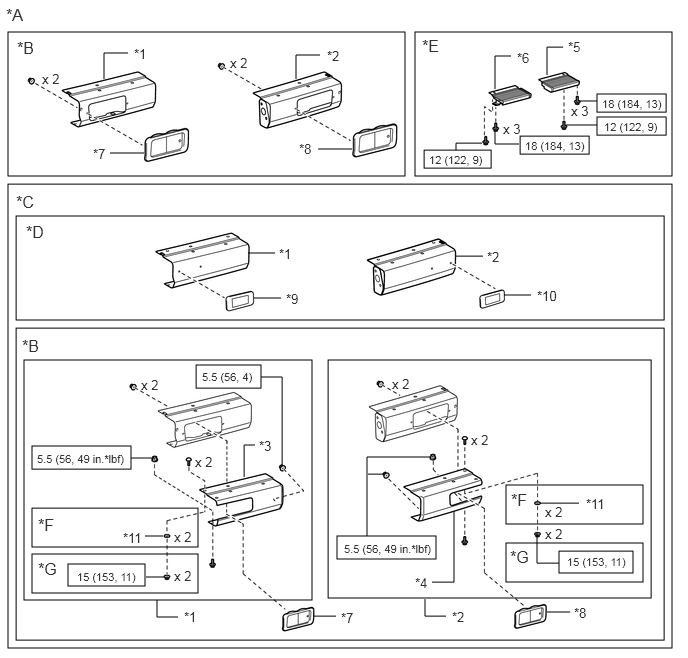 *A
*B
*1
x 2
*7
*2
x 2
*8
*E
*6
*5
18 (184, 13)
x 3
12 (122, 9)
x 3
18 (184, 13)
12 (122, 9)
*C
*D
*1
*9
*2
*10
*B
x 2
5.5 (56, 4)
5.5 (56, 49 in.*lbf)
x 2
*3
*F
*11
x 2
*G
15 (153, 11)
x 2
*1
*7
x 2
x 2
5.5 (56, 49 in.*lbf)
*4
*F
*11
x 2
x 2
*G
15 (153, 11)
*2
*8